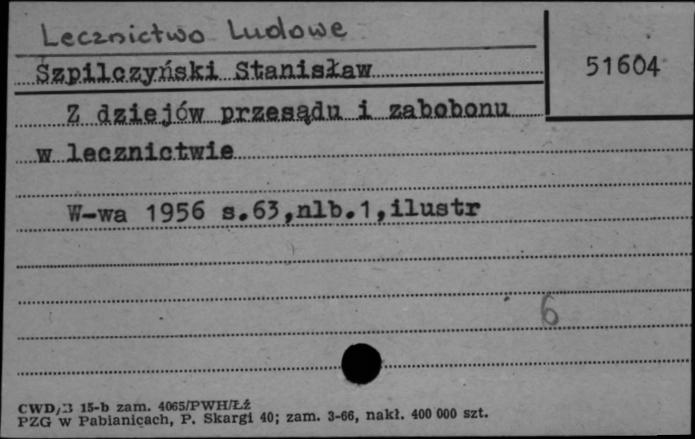 Lecznictwo Ludowe
51604
Szpilczyński Stanisław
Z dziejów przesądu i zabobonu
w lecznictwie
W-wa 1956 s.63,nlb.1,ilustr
6
CWD/3 15-b zam. 4065/PWH/Łź
PZG w Pabianicach, P. Skargi 40; zam. 3-66, nakł. 400 000 szt.